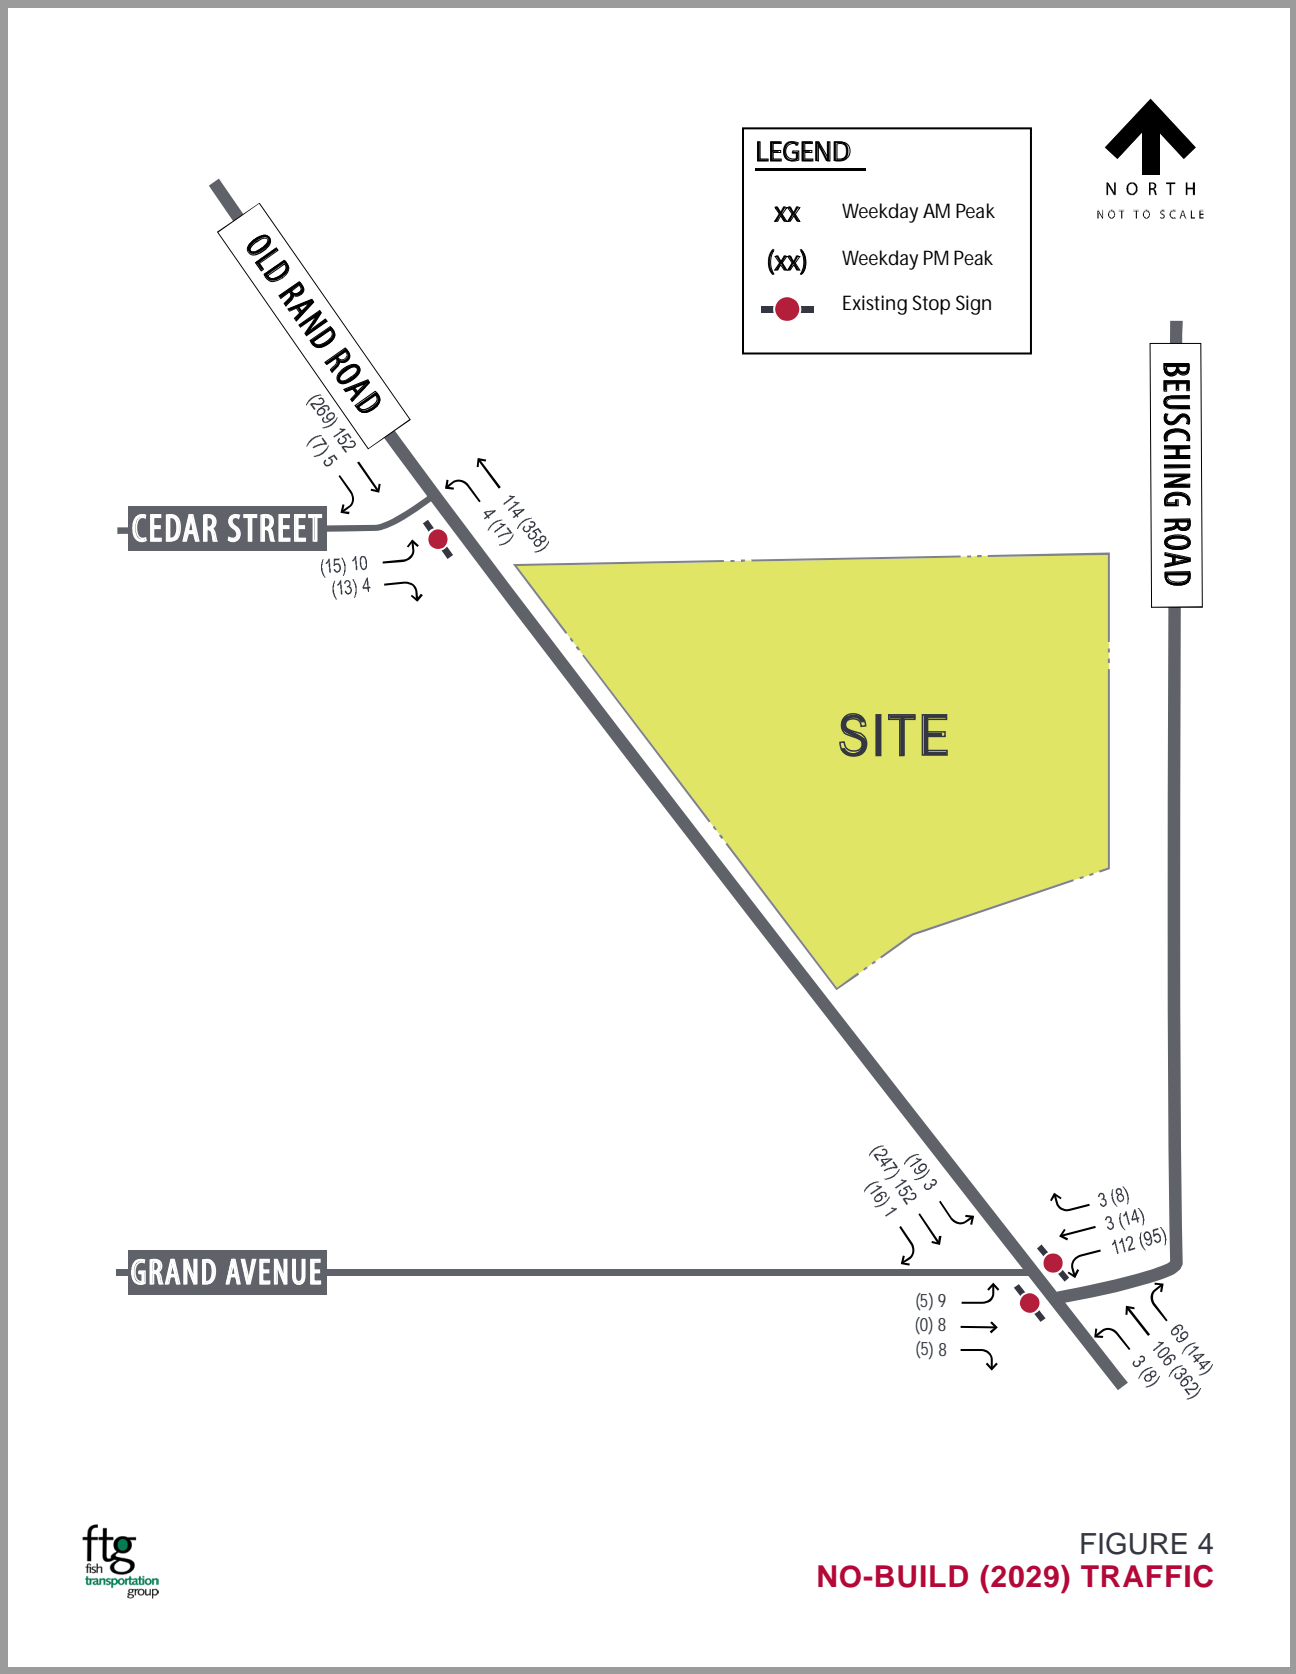 LEGEND
xx Weekday AM Peak
(xx) Weekday PM Peak
Existing Stop Sign
NORTH
NOT TO SCALE
OLD RAND ROAD
BEUSCHING ROAD
(269) 152
(7) 5
114 (358)
4 (17)
CEDAR STREET
(15) 10
(13) 4
SITE
(19) 3
(247) 152
(16) 1
3 (8)
3 (14)
112 (95)
GRAND AVENUE
(5) 9
(0) 8
(5) 8
69 (144)
106 (362)
3 (8)
ftg
fish
transportation
group
FIGURE 4
NO-BUILD (2029) TRAFFIC